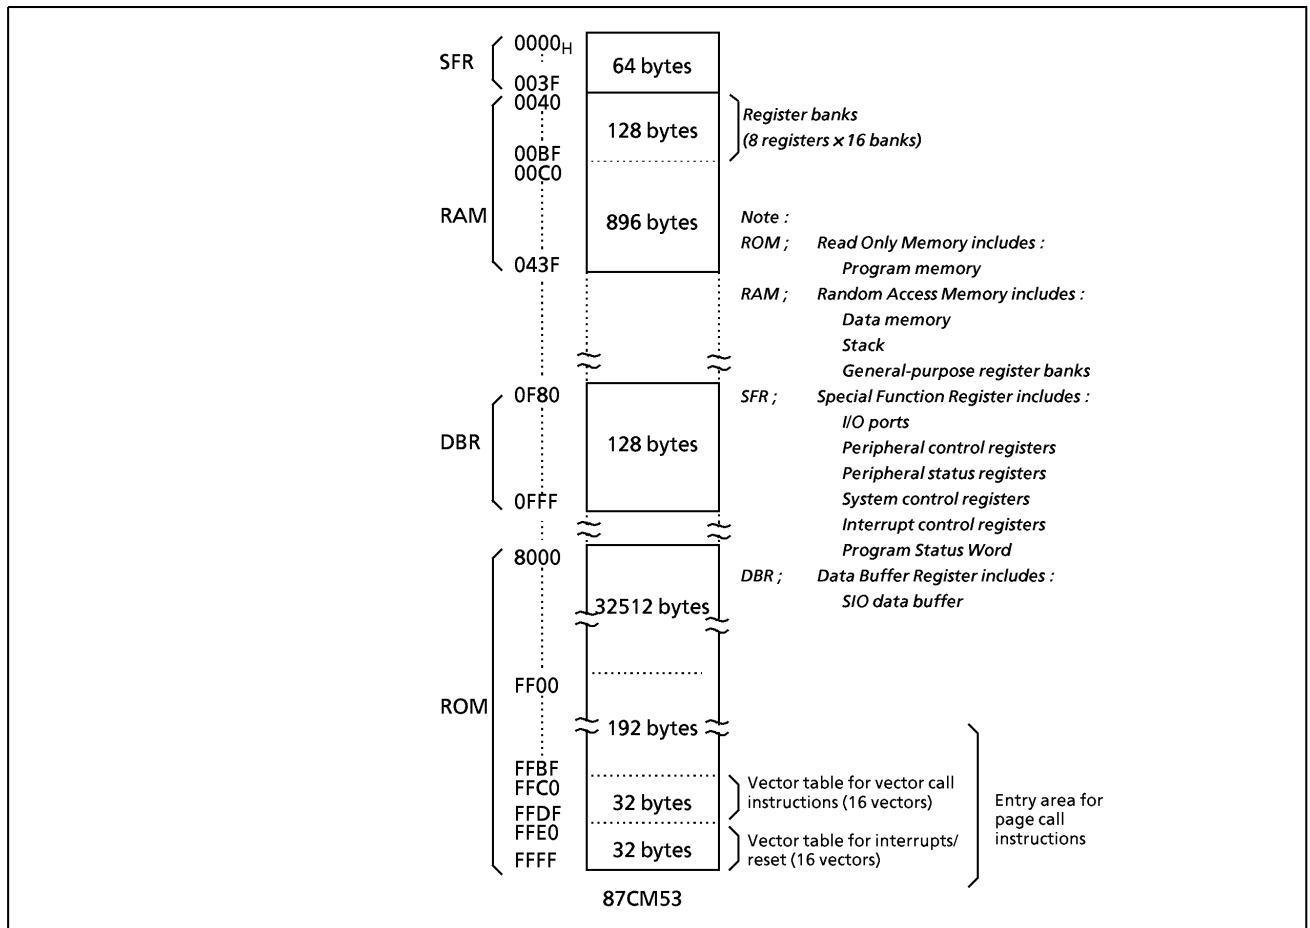 SFR
0000H
003F
64 bytes
RAM
0040
00BF
128 bytes
Register banks
(8 registers × 16 banks)
00C0
043F
896 bytes
Note :
ROM ; Read Only Memory includes :
Program memory
RAM ; Random Access Memory includes :
Data memory
Stack
General-purpose register banks
DBR
0F80
0FFF
128 bytes
SFR ; Special Function Register includes :
I/O ports
Peripheral control registers
Peripheral status registers
System control registers
Interrupt control registers
Program Status Word
DBR ; Data Buffer Register includes :
SIO data buffer
ROM
8000
32512 bytes
FF00
192 bytes
FFBF
FFC0
32 bytes
FFDF
Vector table for vector call
instructions (16 vectors)
FFE0
32 bytes
FFFF
Vector table for interrupts/
reset (16 vectors)
Entry area for
page call
instructions
87CM53